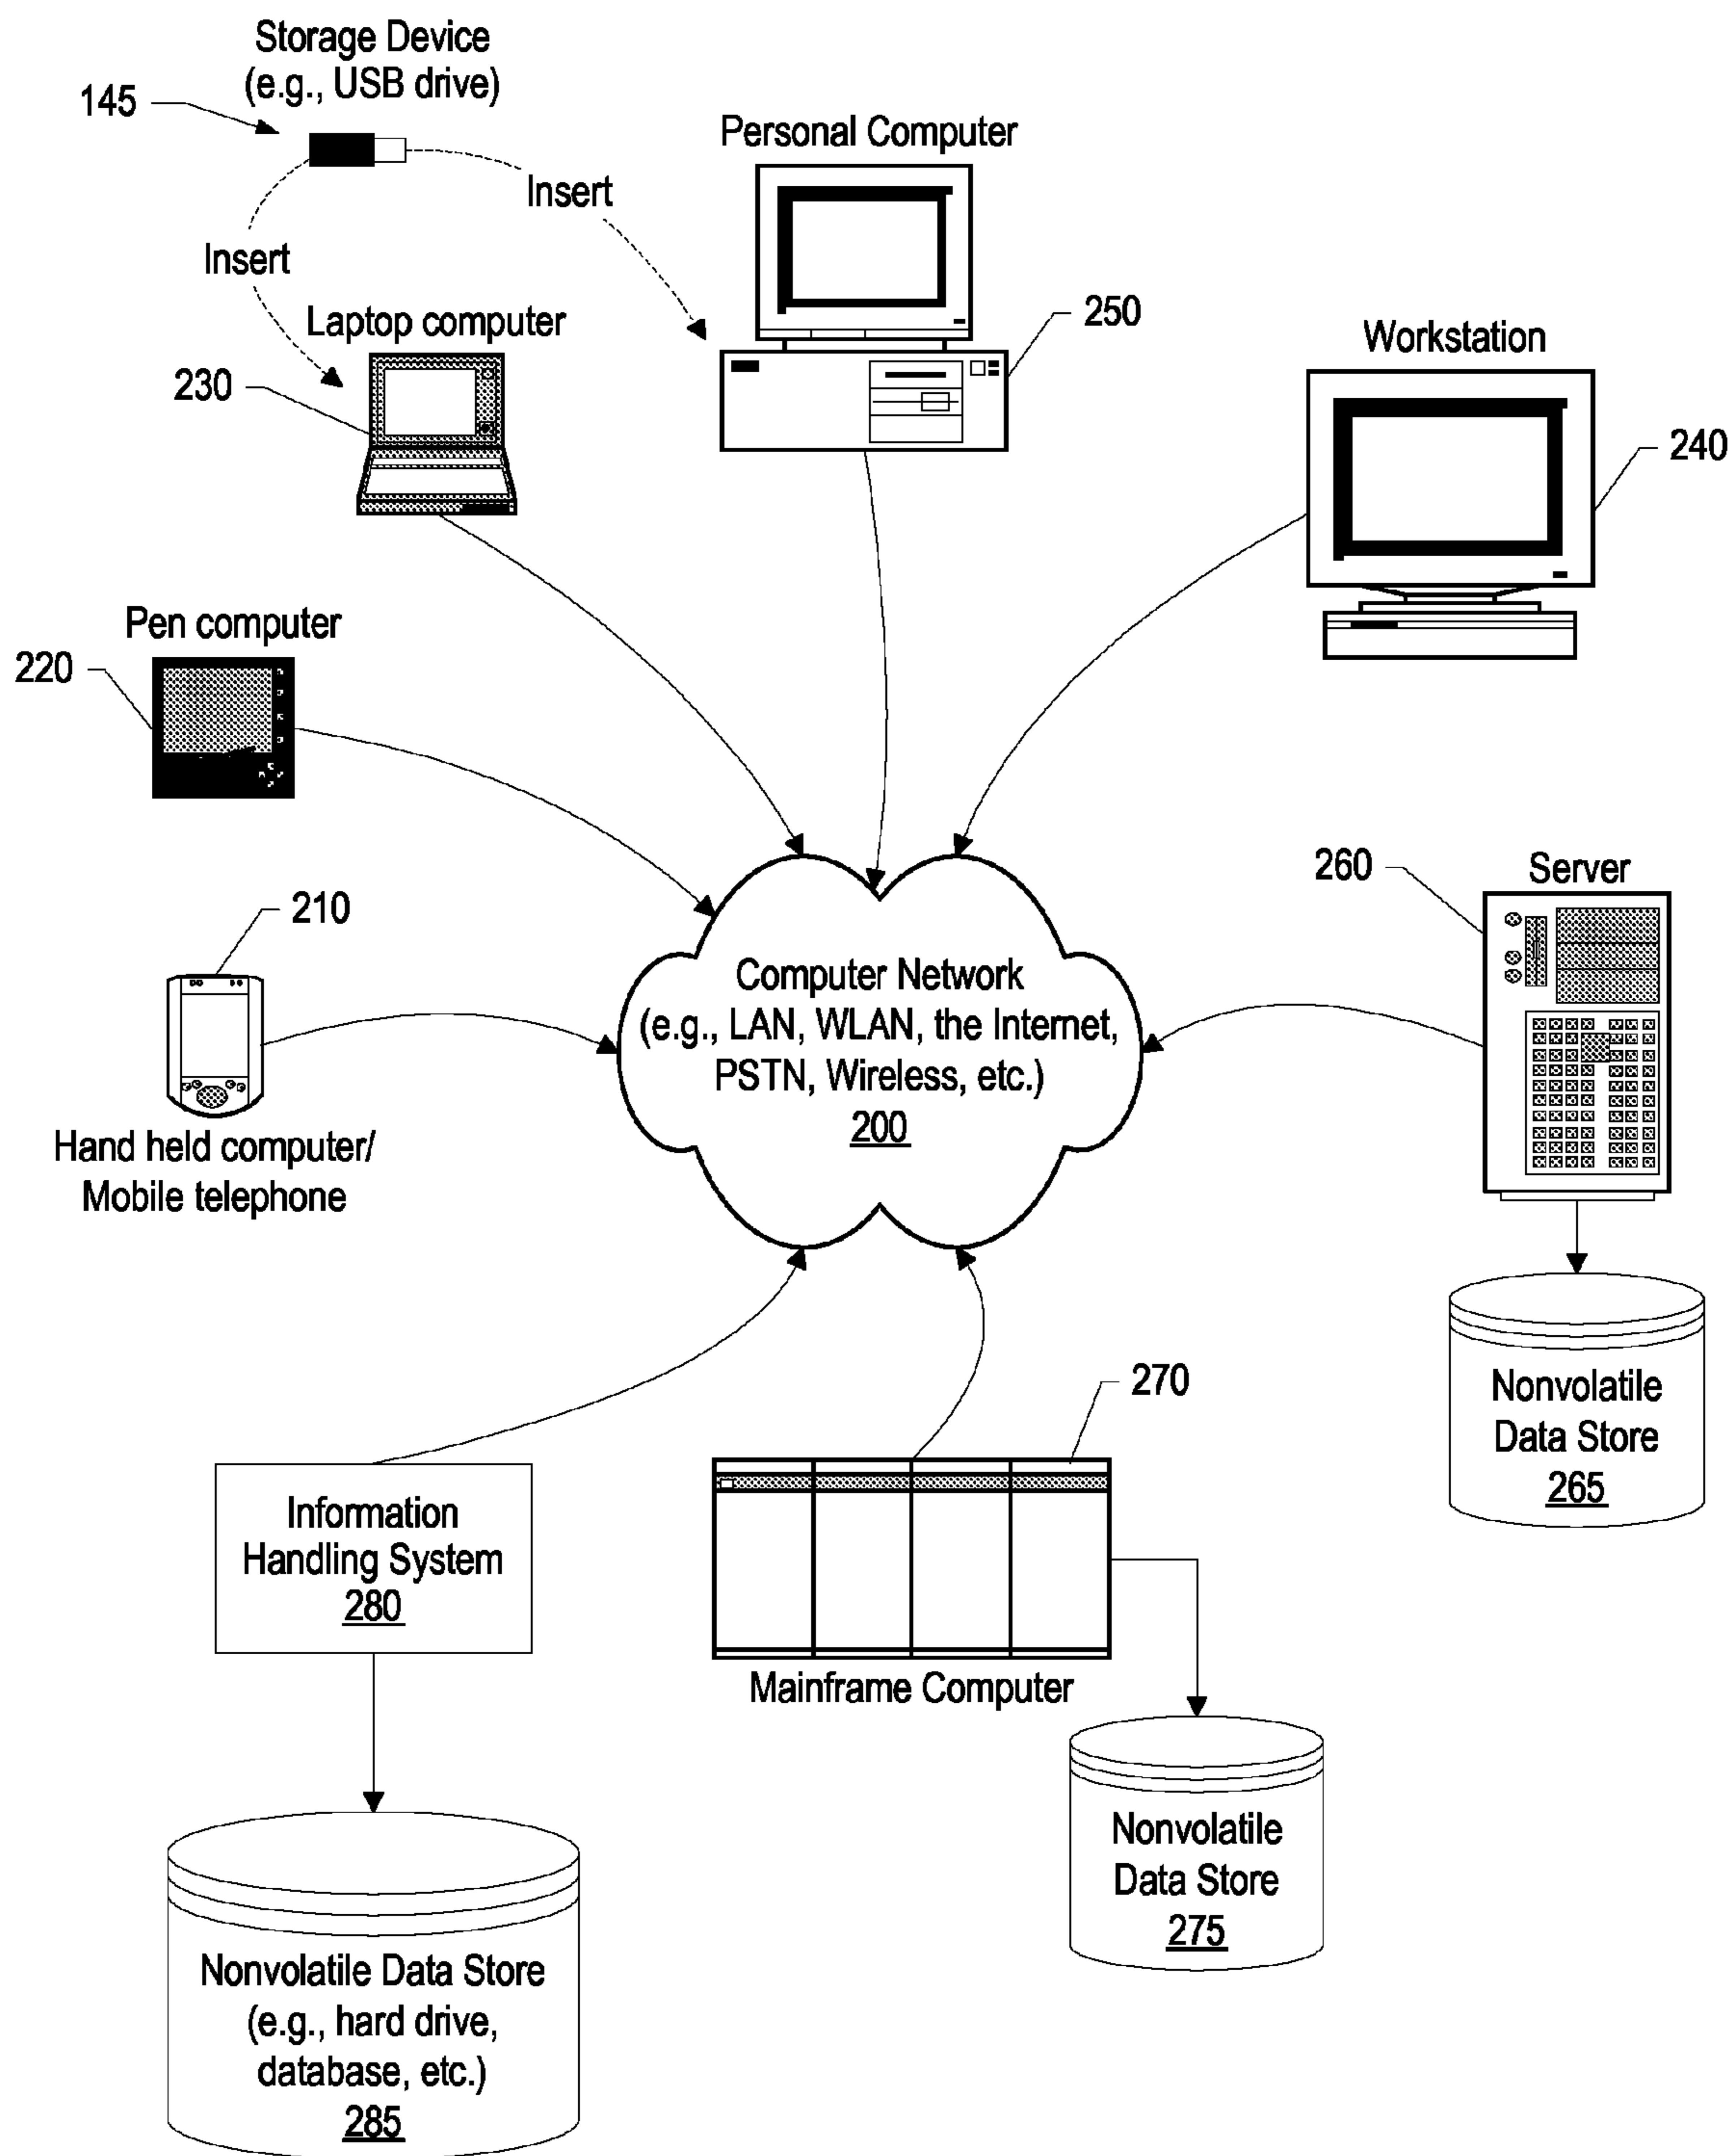 Storage Device
(e.g., USB drive)
145
Insert
Insert
Personal Computer
250
Laptop computer
230
Workstation
240
Pen computer
220
210
Hand held computer/
Mobile telephone
Computer Network
(e.g., LAN, WLAN, the Internet,
PSTN, Wireless, etc.)
200
260
Server
Nonvolatile
Data Store
265
270
Mainframe Computer
Nonvolatile
Data Store
275
Information
Handling System
280
Nonvolatile Data Store
(e.g., hard drive,
database, etc.)
285